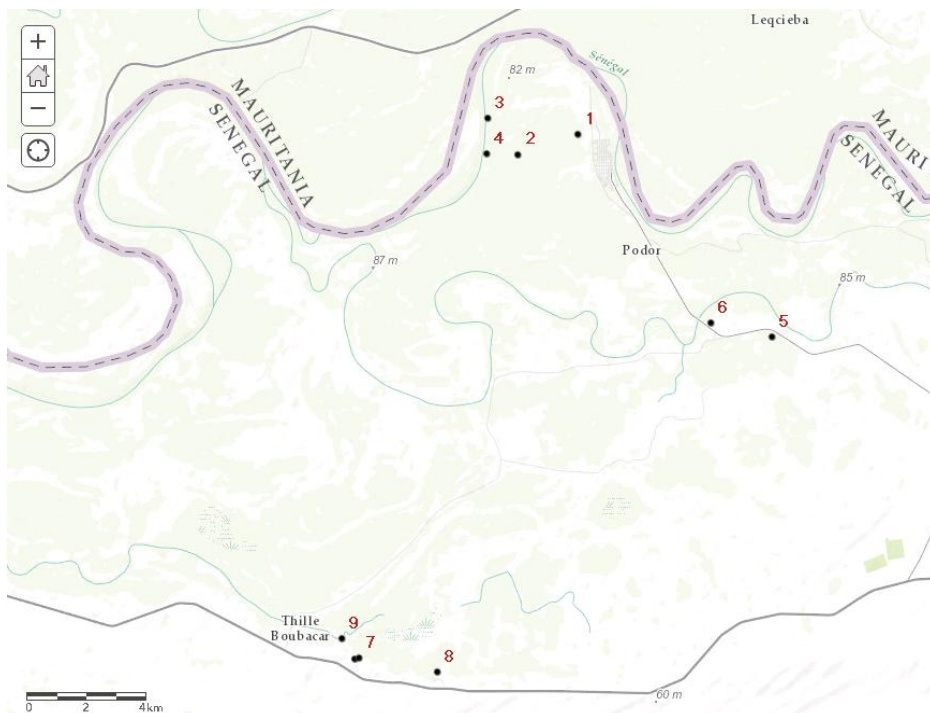 +
−
Leqcieba
Sénégal
82 m
MAURITANIA
SENEGAL
3
1
4
2
MAURI
SENEGAL
Podor
87 m
85 m
6
5
Thille
Boubacar
9
7
8
60 m
0 2 4km